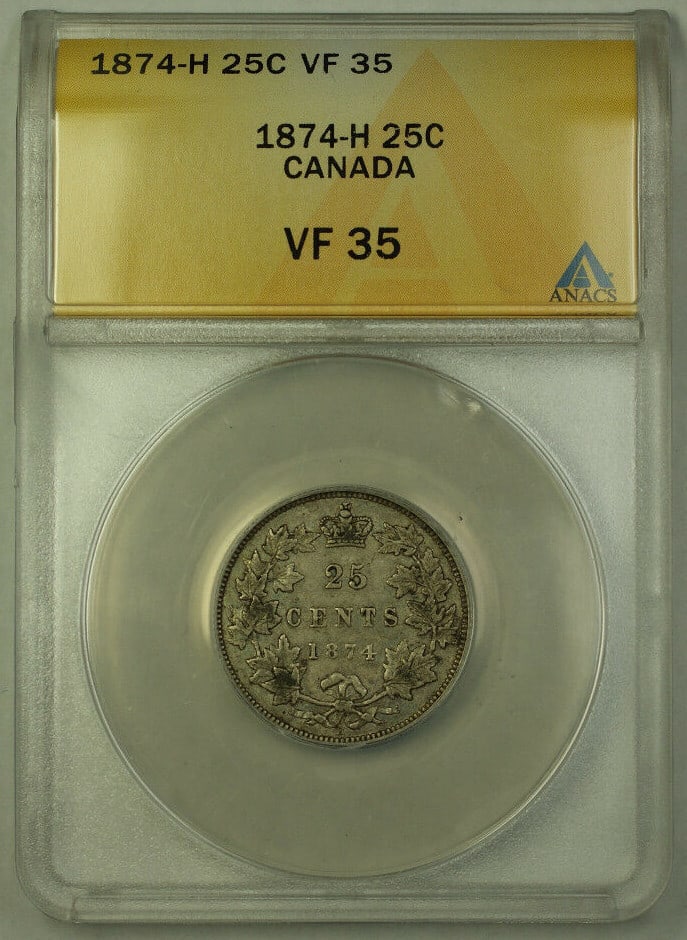 1874-H 25C VF 35
1874-H 25C
CANADA
VF 35
ANACS
25
CENTS
1874